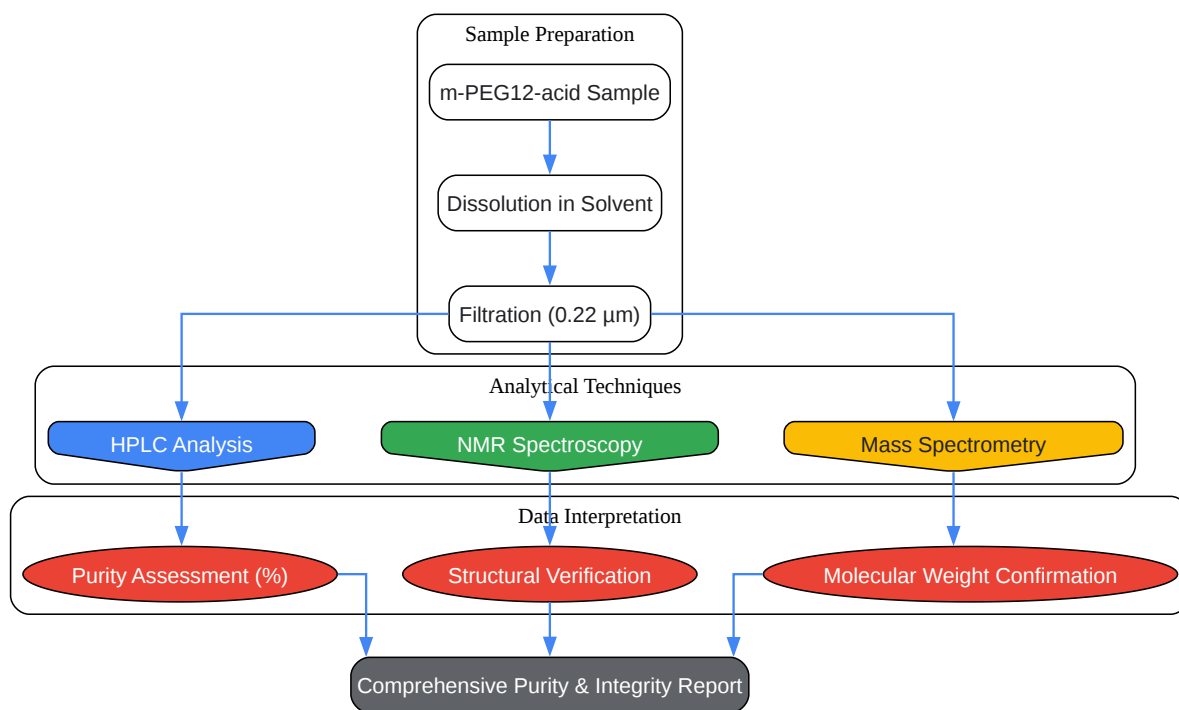 Sample Preparation
m-PEG12-acid Sample
Dissolution in Solvent
Filtration (0.22 µm)
Analytical Techniques
HPLC Analysis
NMR Spectroscopy
Mass Spectrometry
Data Interpretation
Purity Assessment (%)
Structural Verification
Molecular Weight Confirmation
Comprehensive Purity & Integrity Report